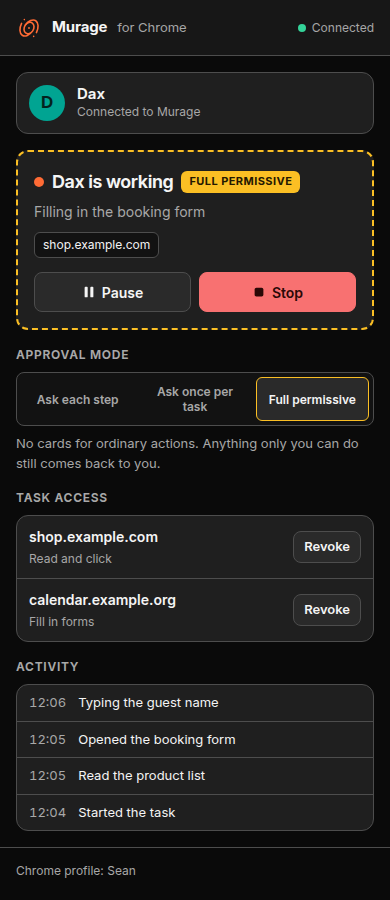 Murage for Chrome
Connected
D
Dax
Connected to Murage
Dax is working
FULL PERMISSIVE
Filling in the booking form
shop.example.com
Pause
Stop
APPROVAL MODE
Ask each step
Ask once per
task
Full permissive
No cards for ordinary actions. Anything only you can do
still comes back to you.
TASK ACCESS
shop.example.com
Read and click
Revoke
calendar.example.org
Fill in forms
Revoke
ACTIVITY
12:06 Typing the guest name
12:05 Opened the booking form
12:05 Read the product list
12:04 Started the task
Chrome profile: Sean